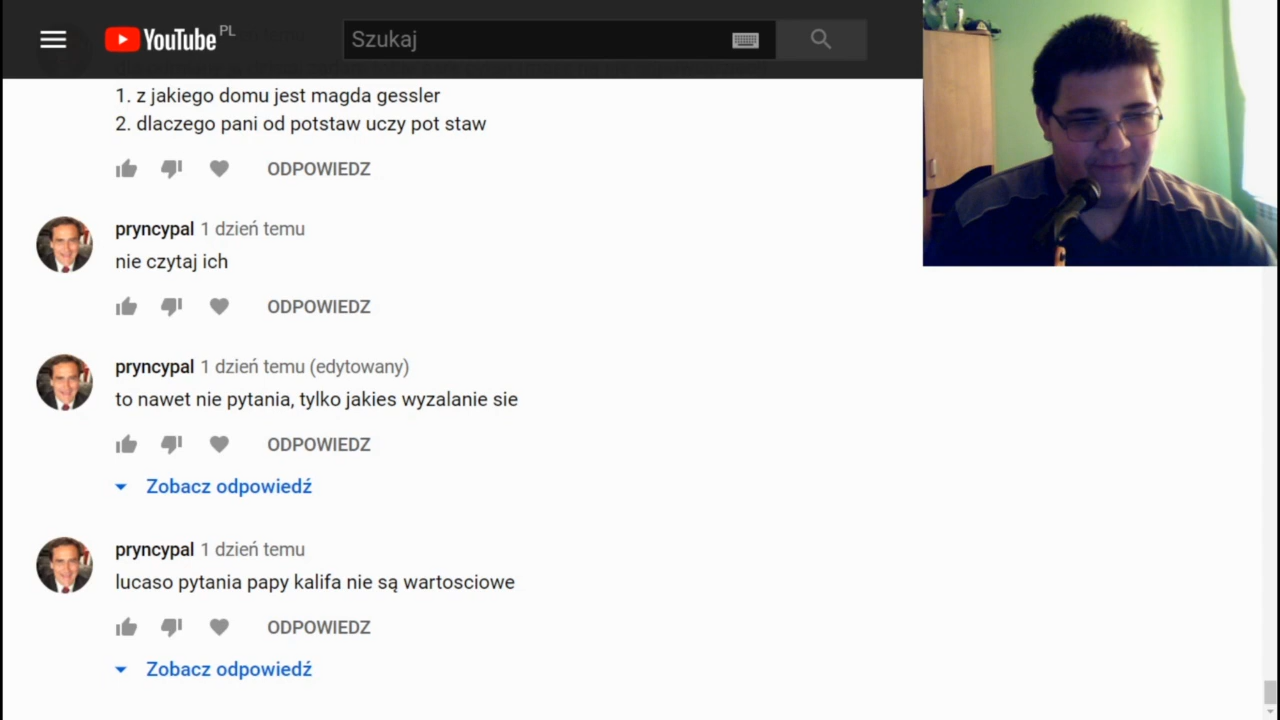 YouTube PL
Szukaj
1. z jakiego domu jest magda gessler
2. dlaczego pani od potstaw uczy pot staw
ODPOWIEDZ
pryncypal 1 dzień temu
nie czytaj ich
ODPOWIEDZ
pryncypal 1 dzień temu (edytowany)
to nawet nie pytania, tylko jakies wyzalanie sie
ODPOWIEDZ
Zobacz odpowiedź
pryncypal 1 dzień temu
lucaso pytania papy kalifa nie są wartosciowe
ODPOWIEDZ
Zobacz odpowiedź